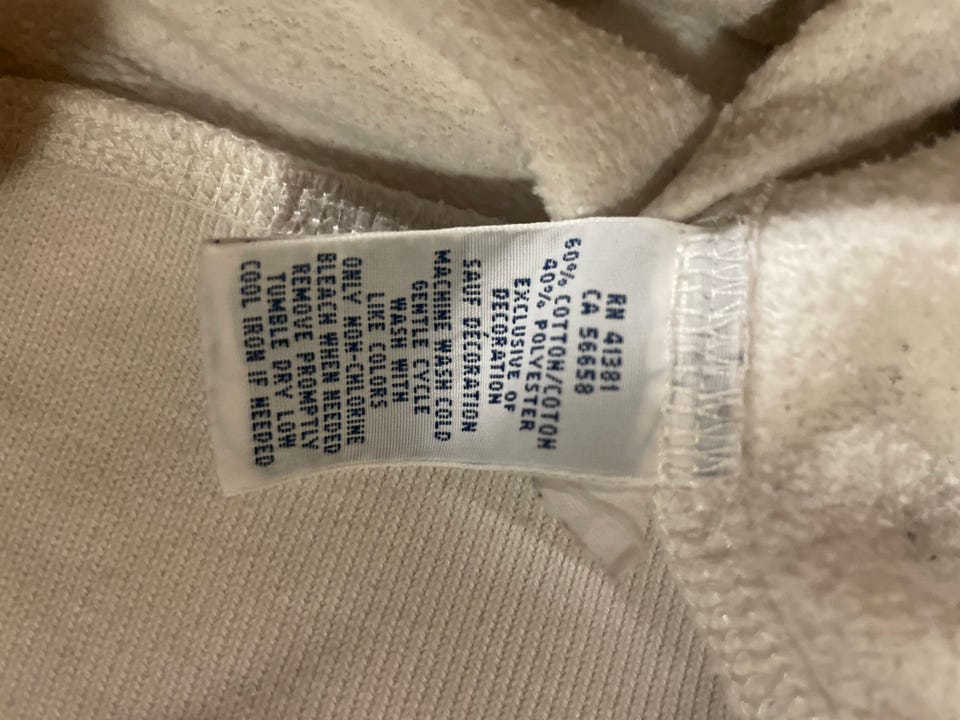 RN 41381
CA 56658
60% COTTON/COTON
40% POLYESTER
EXCLUSIVE OF
DECORATION
SAUF DÉCORATION
MACHINE WASH COLD
GENTLE CYCLE
WASH WITH
LIKE COLORS
ONLY NON-CHLORINE
BLEACH WHEN NEEDED
REMOVE PROMPTLY
TUMBLE DRY LOW
COOL IRON IF NEEDED